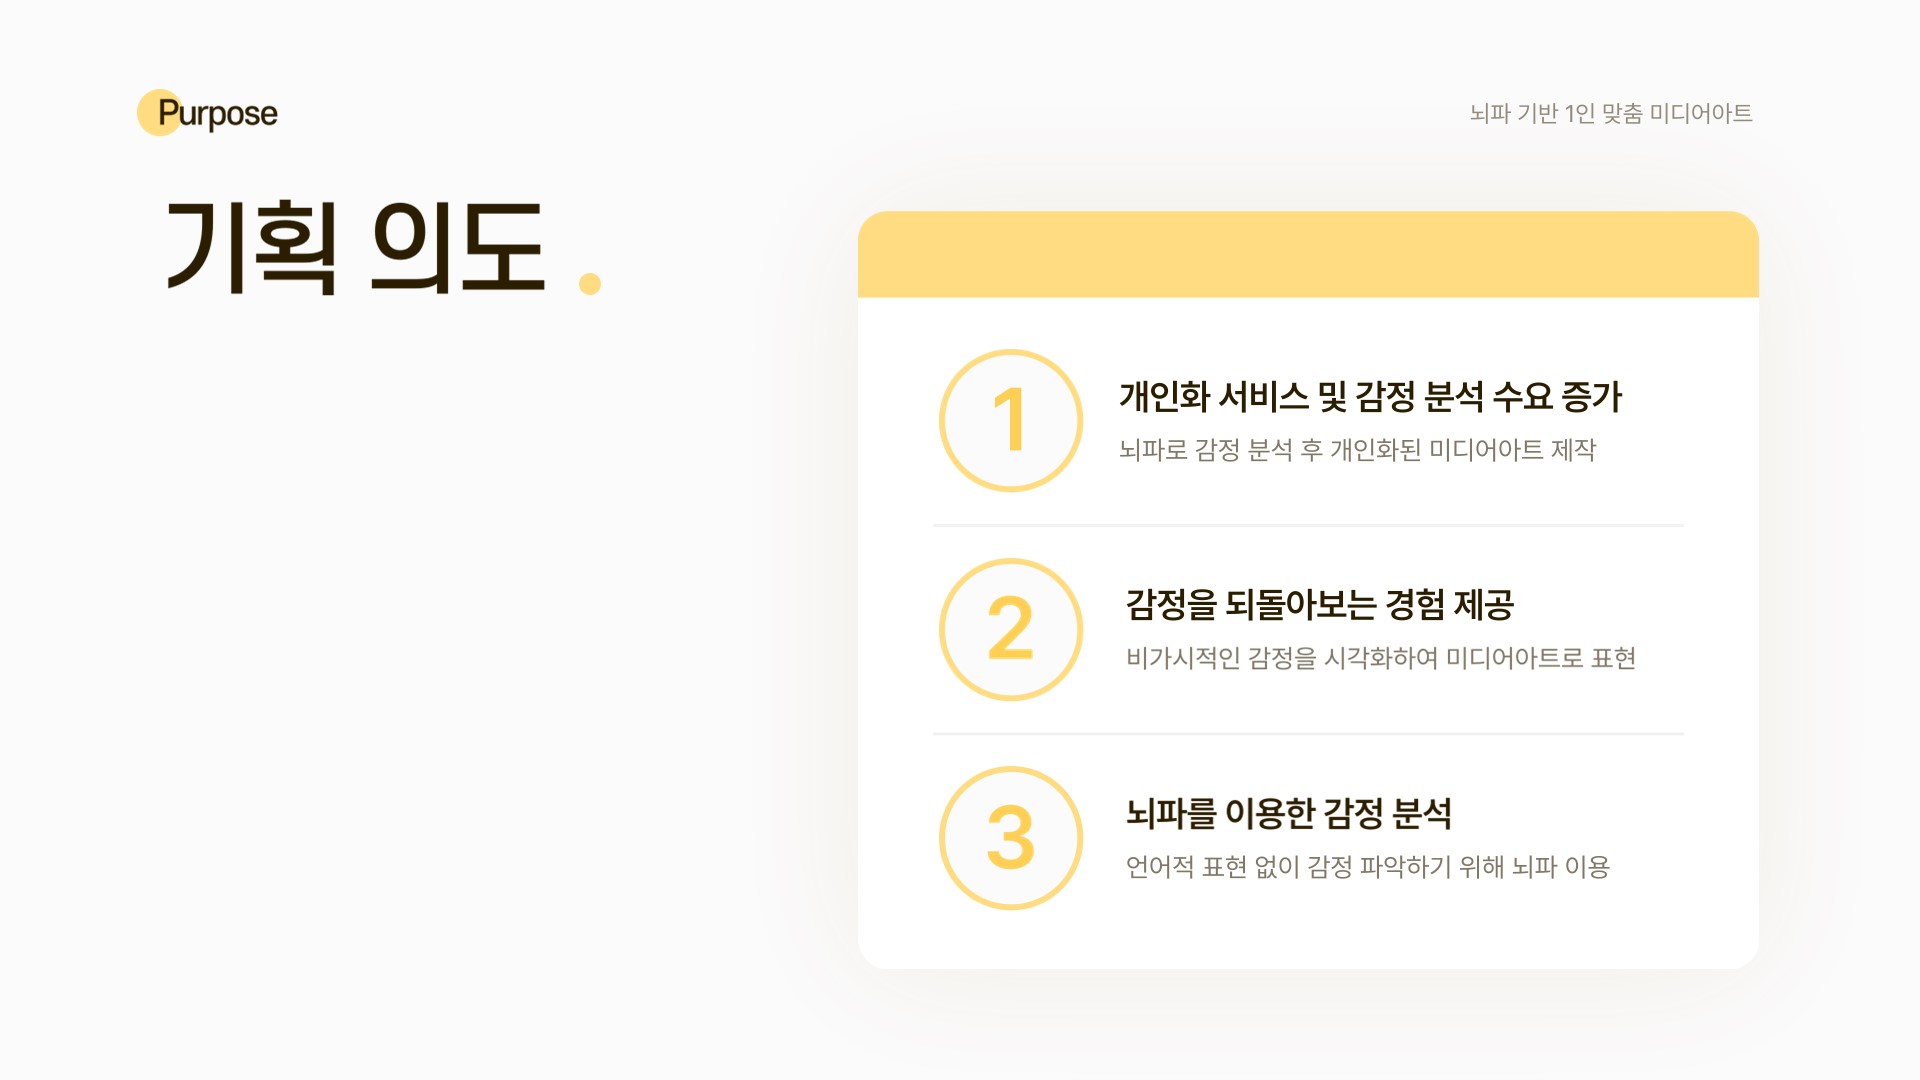 Purpose
뇌파 기반 1인 맞춤 미디어아트
기획 의도 .
1
개인화 서비스 및 감정 분석 수요 증가
뇌파로 감정 분석 후 개인화된 미디어아트 제작
2
감정을 되돌아보는 경험 제공
비가시적인 감정을 시각화하여 미디어아트로 표현
3
뇌파를 이용한 감정 분석
언어적 표현 없이 감정 파악하기 위해 뇌파 이용